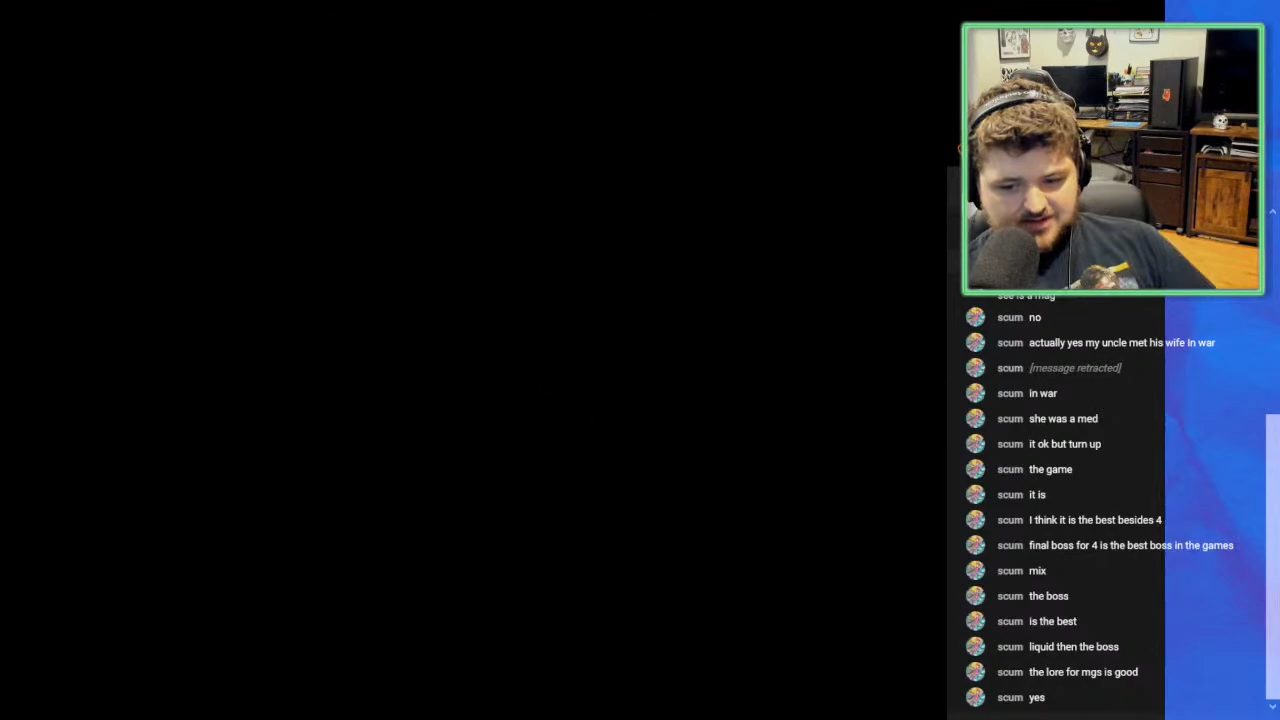 scum no
scum actually yes my uncle met his wife In war
scum [message retracted]
scum in war
scum she was a med
scum it ok but turn up
scum the game
scum it is
scum I think it is the best besides 4
scum final boss for 4 is the best boss in the games
scum mix
scum the boss
scum is the best
scum liquid then the boss
scum the lore for mgs is good
scum yes